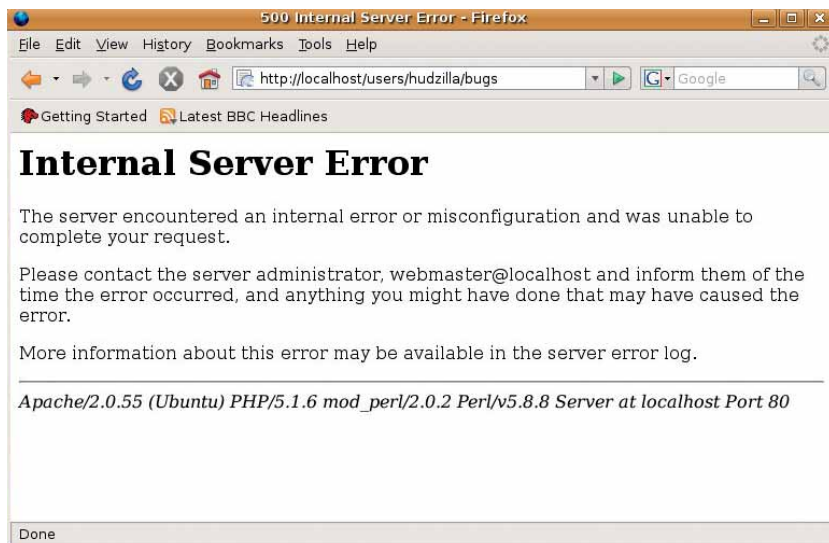 500 Internal Server Error - Firefox
File Edit View History Bookmarks Tools Help
http://localhost/users/hudzilla/bugs
G Google
Getting Started Latest BBC Headlines
Internal Server Error
The server encountered an internal error or misconfiguration and was unable to
complete your request.
Please contact the server administrator, webmaster@localhost and inform them of the
time the error occurred, and anything you might have done that may have caused the
error.
More information about this error may be available in the server error log.
Apache/2.0.55 (Ubuntu) PHP/5.1.6 mod_perl/2.0.2 Perl/v5.8.8 Server at localhost Port 80
Done